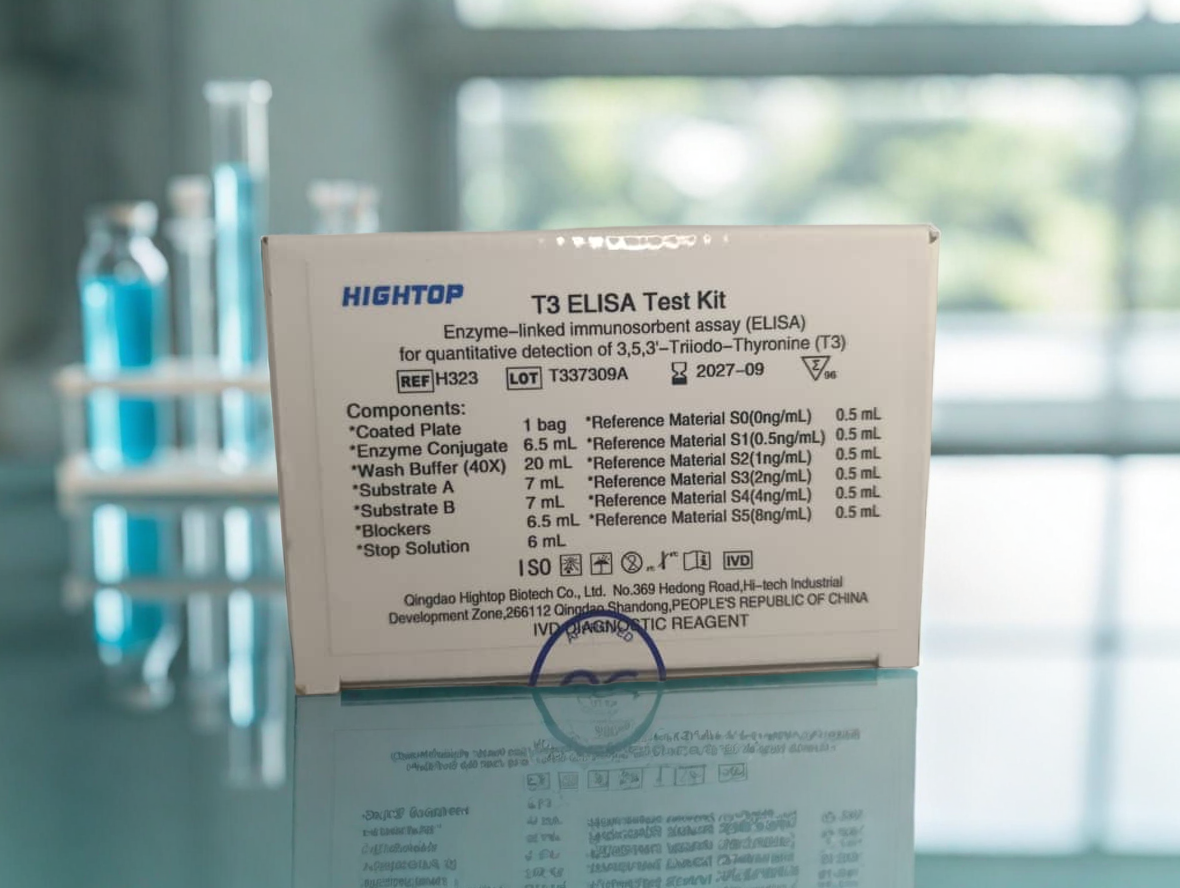 HIGHTOP
T3 ELISA Test Kit
Enzyme-linked immunosorbent assay (ELISA)
for quantitative detection of 3,5,3'-Triiodo-Thyronine (T3)
REF H323 LOT T337309A 2027-09 Σ 96
Components:
*Coated Plate 1 bag *Reference Material S0(0ng/mL) 0.5 mL
*Enzyme Conjugate 6.5 mL *Reference Material S1(0.5ng/mL) 0.5 mL
*Wash Buffer (40X) 20 mL *Reference Material S2(1ng/mL) 0.5 mL
*Substrate A 7 mL *Reference Material S3(2ng/mL) 0.5 mL
*Substrate B 7 mL *Reference Material S4(4ng/mL) 0.5 mL
*Blockers 6.5 mL *Reference Material S5(8ng/mL) 0.5 mL
*Stop Solution 6 mL
ISO IVD
Qingdao Hightop Biotech Co., Ltd. No.369 Hedong Road,Hi-tech Industrial
Development Zone,266112 Qingdao Shandong,PEOPLE'S REPUBLIC OF CHINA
IVD DIAGNOSTIC REAGENT
APPROVED